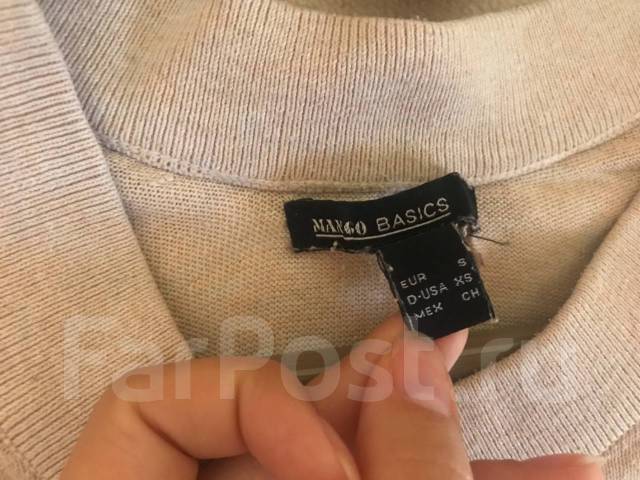 MANGO BASICS
EUR S
D-USA XS
MEX CH
FarPost.ru